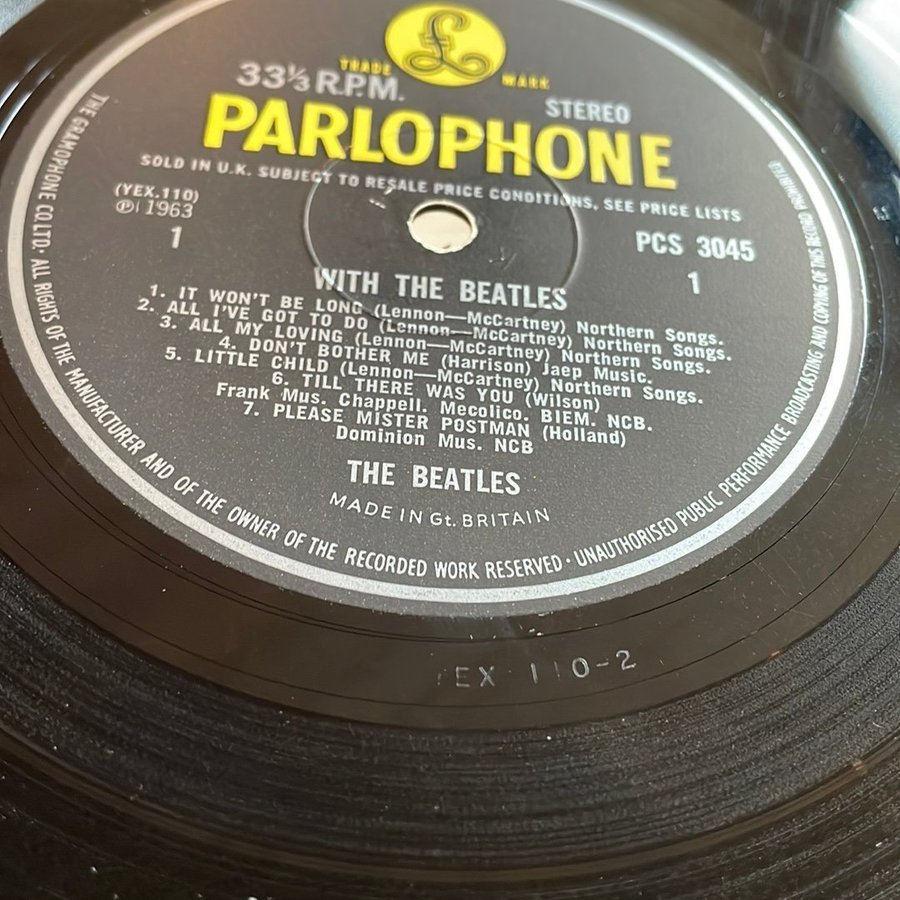 £
TRADE MARK
33⅓ R.P.M.
STEREO
PARLOPHONE
SOLD IN U.K. SUBJECT TO RESALE PRICE CONDITIONS, SEE PRICE LISTS
(YEX.110)
℗ 1963
1
PCS 3045
1
WITH THE BEATLES
1. IT WON'T BE LONG (Lennon—McCartney) Northern Songs.
2. ALL I'VE GOT TO DO (Lennon—McCartney) Northern Songs.
3. ALL MY LOVING (Lennon—McCartney) Northern Songs.
4. DON'T BOTHER ME (Harrison) Jaep Music.
5. LITTLE CHILD (Lennon—McCartney) Northern Songs.
6. TILL THERE WAS YOU (Wilson)
Frank Mus. Chappell. Mecolico. BIEM. NCB.
7. PLEASE MISTER POSTMAN (Holland)
Dominion Mus. NCB
THE BEATLES
MADE IN Gt. BRITAIN
THE GRAMOPHONE CO LTD. ALL RIGHTS OF THE MANUFACTURER AND OF THE OWNER OF THE RECORDED WORK RESERVED · UNAUTHORISED PUBLIC PERFORMANCE BROADCASTING AND COPYING OF THIS RECORD PROHIBITED
YEX 110-2